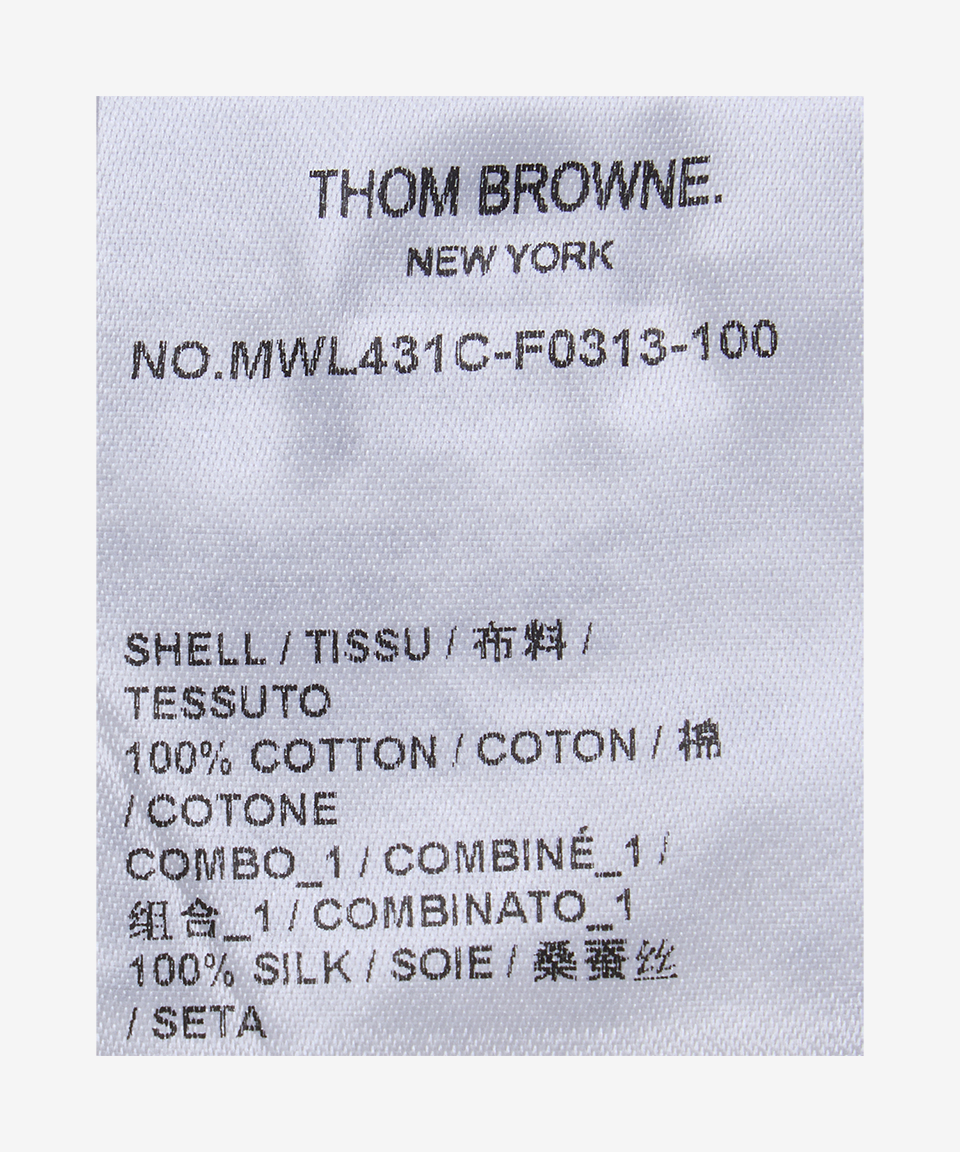 THOM BROWNE.
NEW YORK
NO.MWL431C-F0313-100
SHELL / TISSU / 布料 /
TESSUTO
100% COTTON / COTON / 棉
/ COTONE
COMBO_1 / COMBINÉ_1 /
组合_1 / COMBINATO_1
100% SILK / SOIE / 桑蚕丝
/ SETA